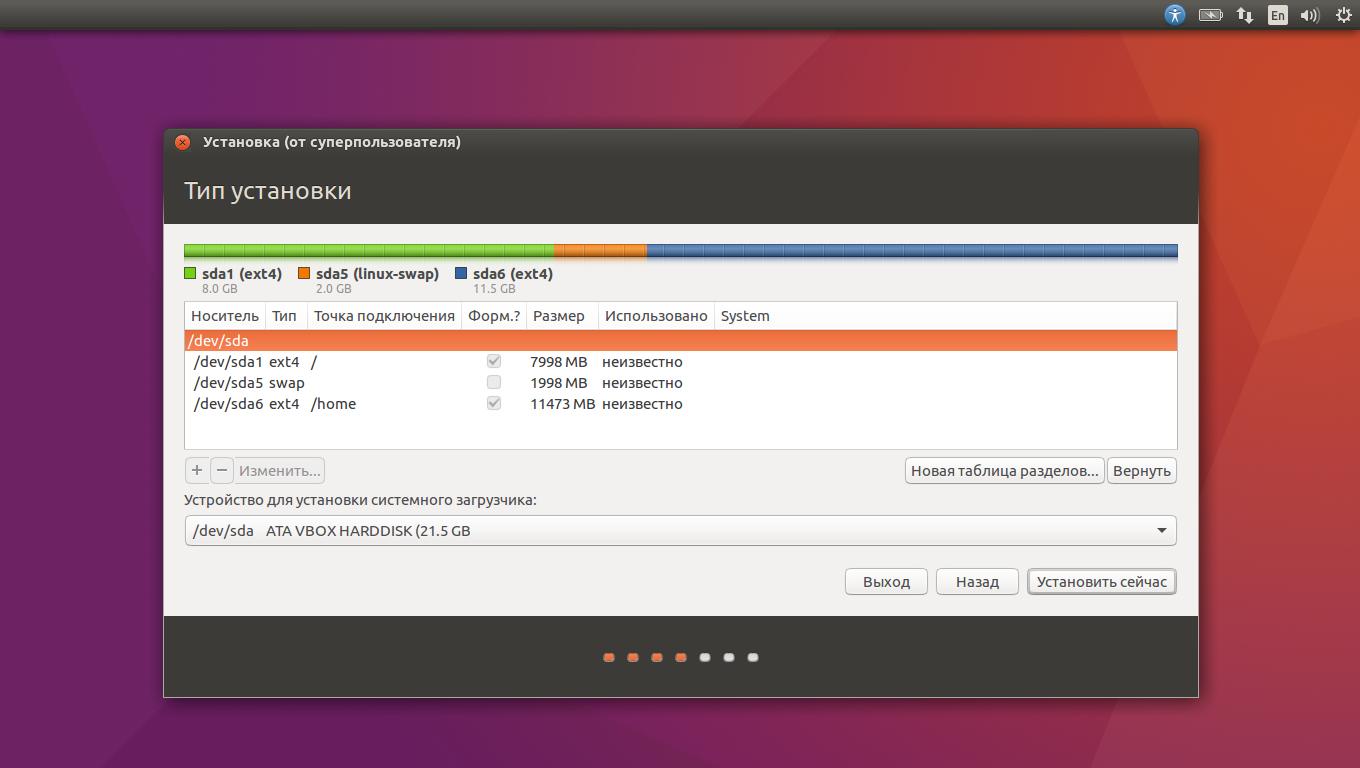 En
Установка (от суперпользователя)
Тип установки
sda1 (ext4) sda5 (linux-swap) sda6 (ext4)
8.0 GB 2.0 GB 11.5 GB
Носитель Тип Точка подключения Форм.? Размер Использовано System
/dev/sda
/dev/sda1 ext4 / 7998 MB неизвестно
/dev/sda5 swap 1998 MB неизвестно
/dev/sda6 ext4 /home 11473 MB неизвестно
+ − Изменить... Новая таблица разделов... Вернуть
Устройство для установки системного загрузчика:
/dev/sda ATA VBOX HARDDISK (21.5 GB
Выход Назад Установить сейчас